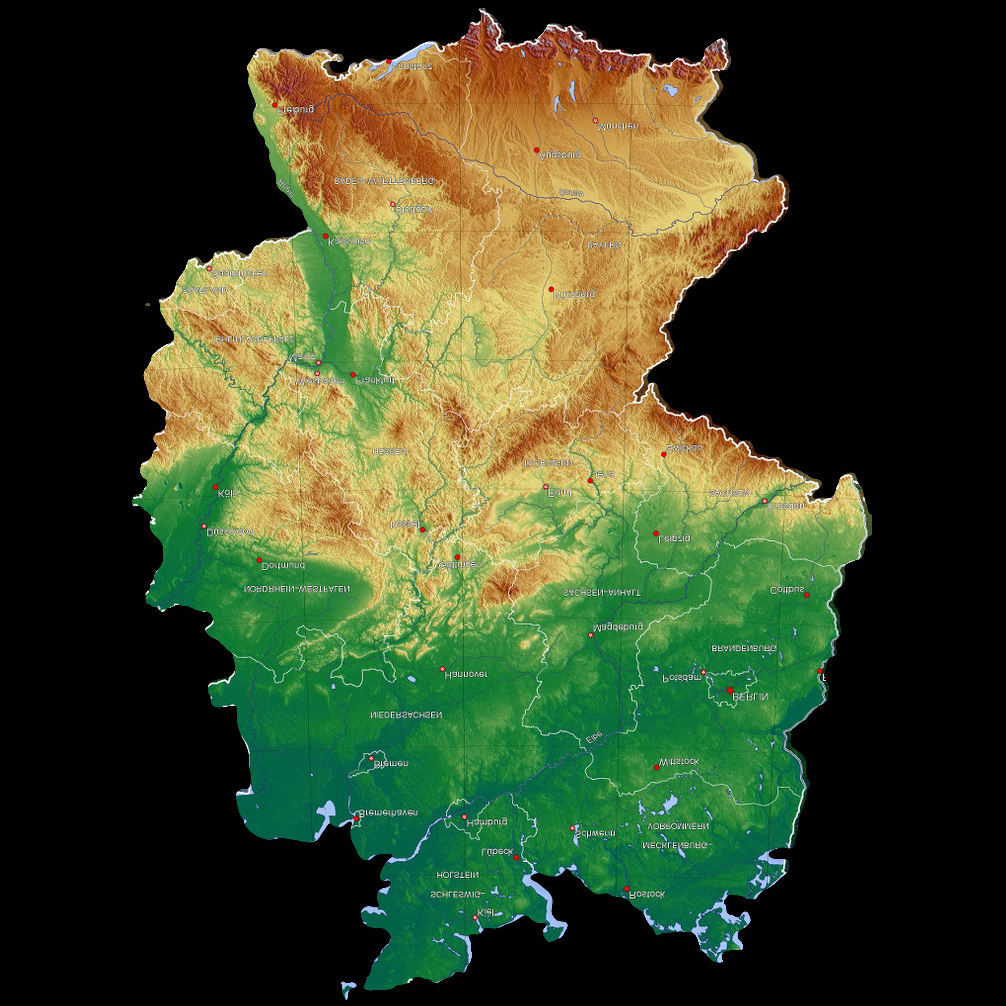 Konstanz
Freiburg
München
Augsburg
BADEN-WÜRTTEMBERG
Rhein
Donau
Stuttgart
Karlsruhe
BAYERN
Saarbrücken
SAARLAND
Nürnberg
RHEINLAND-PFALZ
Mainz
Wiesbaden
Frankfurt
HESSEN
Zwickau
THÜRINGEN
Jena
Erfurt
SACHSEN
Dresden
Köln
Düsseldorf
Kassel
Leipzig
Göttingen
Dortmund
NORDRHEIN-WESTFALEN
SACHSEN-ANHALT
Cottbus
Magdeburg
BRANDENBURG
Hannover
Potsdam
F
BERLIN
NIEDERSACHSEN
Elbe
Bremen
Wittstock
Bremerhaven
Hamburg
Schwerin
VORPOMMERN
MECKLENBURG-
Lübeck
HOLSTEIN
SCHLESWIG-
Rostock
Kiel